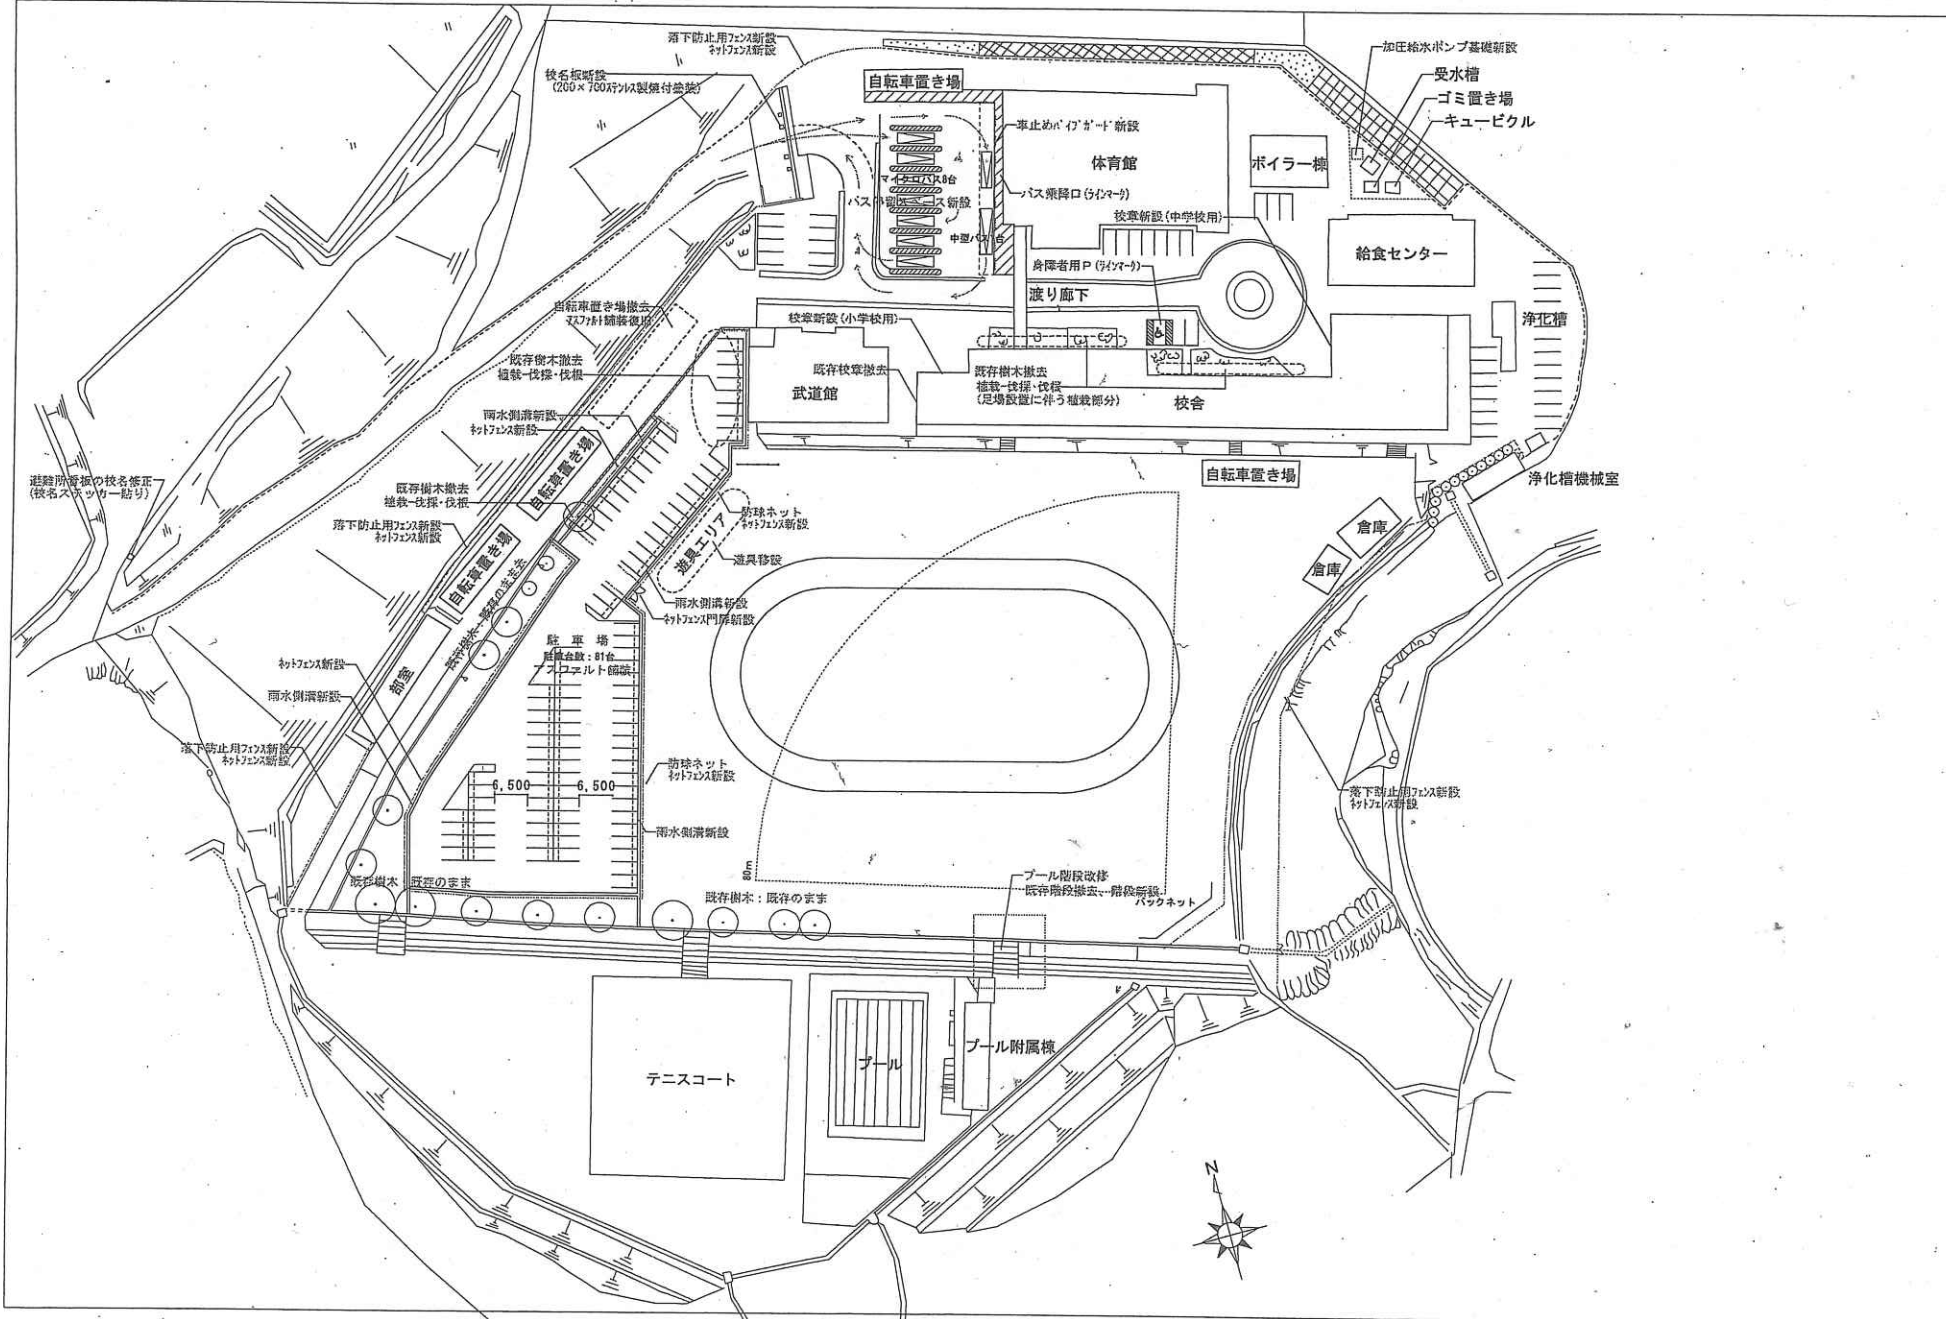 落下防止用フェンス新設
ネットフェンス新設
校名板新設
(200×700ステンレス製焼付塗装)
自転車置き場
加圧給水ポンプ基礎新設
受水槽
ゴミ置き場
キュービクル
車止めパイプガード新設
体育館
ボイラー棟
マイクロバス8台
バス乗降口(ラインマーク)
校章新設(中学校用)
給食センター
身障者用P(ラインマーク)
渡り廊下
自転車置き場撤去
アスファルト舗装復旧
校章新設(小学校用)
浄化槽
既存樹木撤去
植栽-伐採・伐根
武道館
既存校章撤去
既存樹木撤去
植栽-伐採・伐根
(足場設置に伴う植栽部分)
校舎
雨水側溝新設
ネットフェンス新設
自転車置き場
自転車置き場
浄化槽機械室
避難所看板の校名修正
(校名ステッカー貼り)
既存樹木撤去
植栽-伐採・伐根
落下防止用フェンス新設
ネットフェンス新設
防球ネット
ネットフェンス新設
遊具エリア
遊具移設
倉庫
倉庫
自転車置き場
雨水側溝新設
ネットフェンス門扉新設
駐車場
駐車台数:81台
アスファルト舗装
ネットフェンス新設
部室
雨水側溝新設
落下防止用フェンス新設
ネットフェンス新設
防球ネット
ネットフェンス新設
6,500
6,500
落下防止用フェンス新設
ネットフェンス新設
雨水側溝新設
80m
既存樹木:既存のまま
既存樹木:既存のまま
プール階段改修
既存階段撤去、階段新設
バックネット
テニスコート
プール
プール附属棟
N